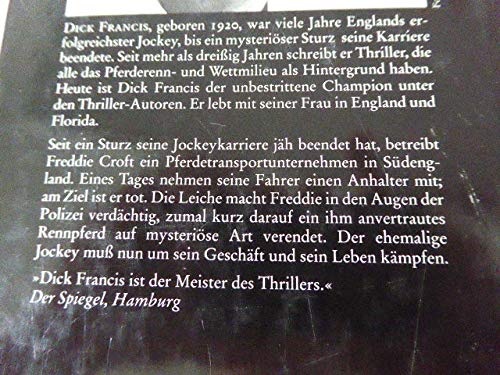 Dick Francis, geboren 1920, war viele Jahre Englands er-
folgreichster Jockey, bis ein mysteriöser Sturz seine Karriere
beendete. Seit mehr als dreißig Jahren schreibt er Thriller, die
alle das Pferderenn- und Wettmilieu als Hintergrund haben.
Heute ist Dick Francis der unbestrittene Champion unter
den Thriller-Autoren. Er lebt mit seiner Frau in England und
Florida.
Seit ein Sturz seine Jockeykarriere jäh beendet hat, betreibt
Freddie Croft ein Pferdetransportunternehmen in Südeng-
land. Eines Tages nehmen seine Fahrer einen Anhalter mit;
am Ziel ist er tot. Die Leiche macht Freddie in den Augen der
Polizei verdächtig, zumal kurz darauf ein ihm anvertrautes
Rennpferd auf mysteriöse Art verendet. Der ehemalige
Jockey muß nun um sein Geschäft und sein Leben kämpfen.
»Dick Francis ist der Meister des Thrillers.«
Der Spiegel, Hamburg